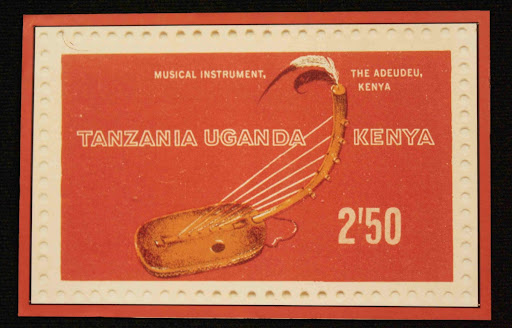 MUSICAL INSTRUMENT, THE ADEUDEU,
KENYA
TANZANIA UGANDA KENYA
2'50